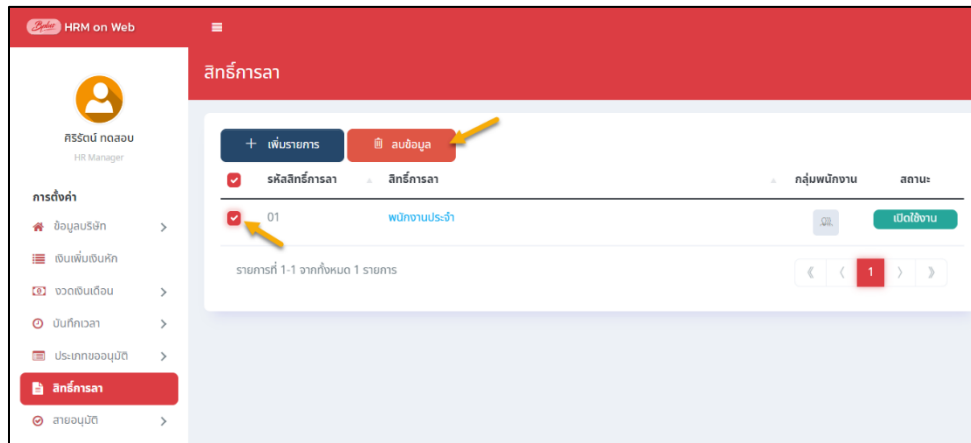 HRM on Web
สิทธิ์การลา
ศิริรัตน์ ทดสอบ
HR Manager
การตั้งค่า
ข้อมูลบริษัท
เงินเพิ่มเงินหัก
งวดเงินเดือน
บันทึกเวลา
ประเภทขออนุมัติ
สิทธิ์การลา
สายอนุมัติ
+ เพิ่มรายการ ลบข้อมูล
รหัสสิทธิ์การลา สิทธิ์การลา กลุ่มพนักงาน สถานะ
01 พนักงานประจำ เปิดใช้งาน
รายการที่ 1-1 จากทั้งหมด 1 รายการ
1